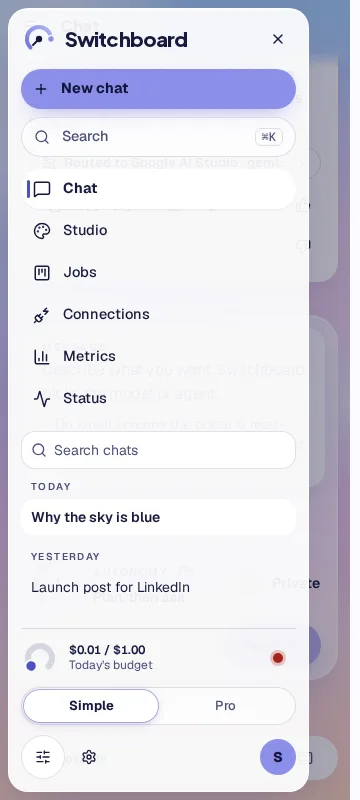 Switchboard
New chat
Search ⌘K
Chat
Studio
Jobs
Connections
Metrics
Status
Search chats
TODAY
Why the sky is blue
YESTERDAY
Launch post for LinkedIn
Private
$0.01 / $1.00
Today's budget
Simple Pro
S